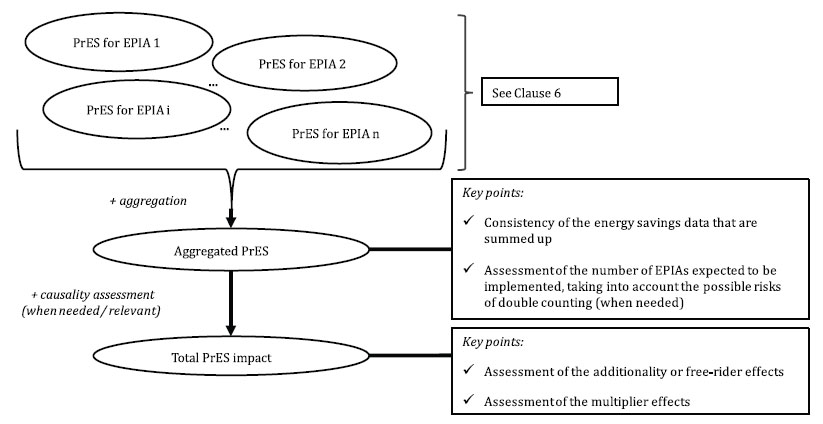 PrES for EPIA 1
PrES for EPIA 2
...
PrES for EPIA i
...
PrES for EPIA n
See Clause 6
+ aggregation
Aggregated PrES
Key points:
✓ Consistency of the energy savings data that are
summed up
✓ Assessment of the number of EPIAs expected to be
implemented, taking into account the possible risks
of double counting (when needed)
+ causality assessment
(when needed / relevant)
Total PrES impact
Key points:
✓ Assessment of the additionality or free-rider effects
✓ Assessment of the multiplier effects